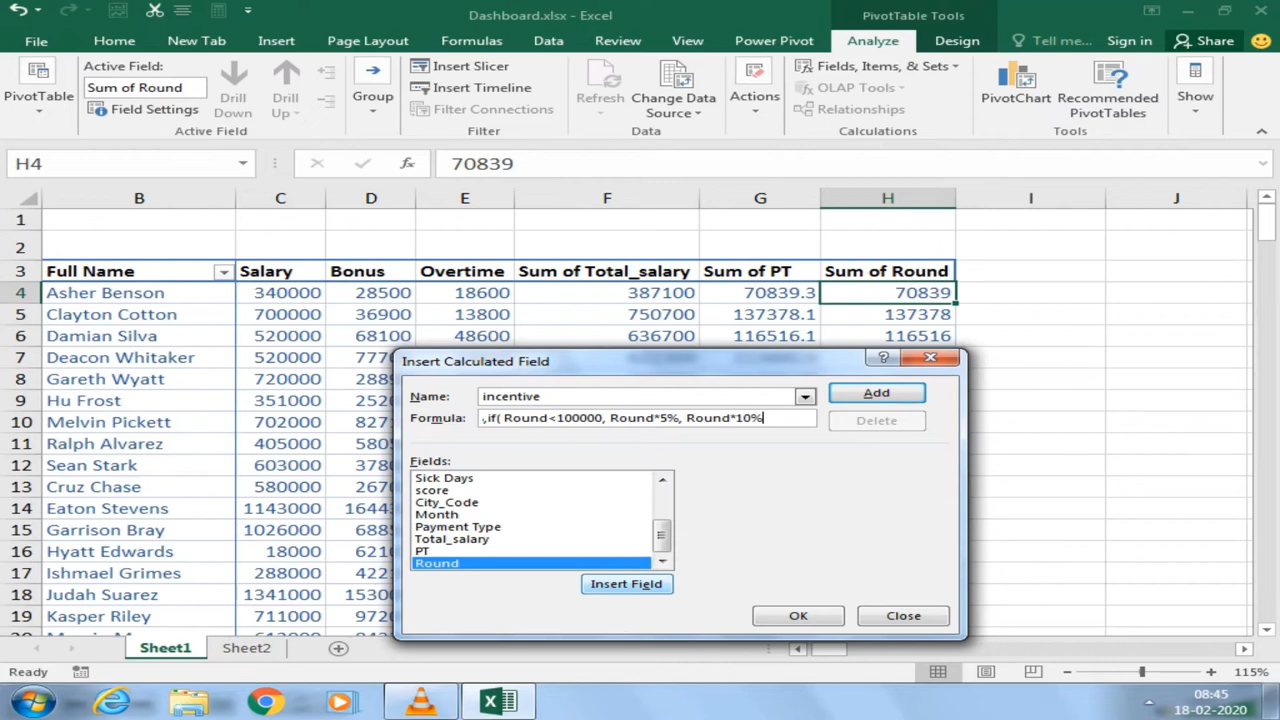 Dashboard.xlsx - Excel
PivotTable Tools
File Home New Tab Insert Page Layout Formulas Data Review View Power Pivot Analyze Design Tell me... Sign in Share
PivotTable
Active Field:
Sum of Round
Field Settings
Active Field
Drill Down
Drill Up
Group
Insert Slicer
Insert Timeline
Filter Connections
Filter
Refresh
Change Data Source
Data
Actions
Fields, Items, & Sets
OLAP Tools
Relationships
Calculations
PivotChart
Recommended PivotTables
Tools
Show
H4 fx 70839
B C D E F G H I J
1
2
3 Full Name Salary Bonus Overtime Sum of Total_salary Sum of PT Sum of Round
4 Asher Benson 340000 28500 18600 387100 70839.3 70839
5 Clayton Cotton 700000 36900 13800 750700 137378.1 137378
6 Damian Silva 520000 68100 48600 636700 116516.1 116516
7 Deacon Whitaker 520000
8 Gareth Wyatt 720000
9 Hu Frost 351000
10 Melvin Pickett 702000
11 Ralph Alvarez 405000
12 Sean Stark 603000
13 Cruz Chase 580000
14 Eaton Stevens 1143000
15 Garrison Bray 1026000
16 Hyatt Edwards 18000
17 Ishmael Grimes 288000
18 Judah Suarez 1341000
19 Kasper Riley 711000
Insert Calculated Field
Name: incentive
Add
Formula: ,if( Round<100000, Round*5%, Round*10%
Delete
Fields:
Sick Days
score
City_Code
Month
Payment Type
Total_salary
PT
Round
Insert Field
OK
Close
Sheet1 Sheet2
Ready
115%
08:45
18-02-2020